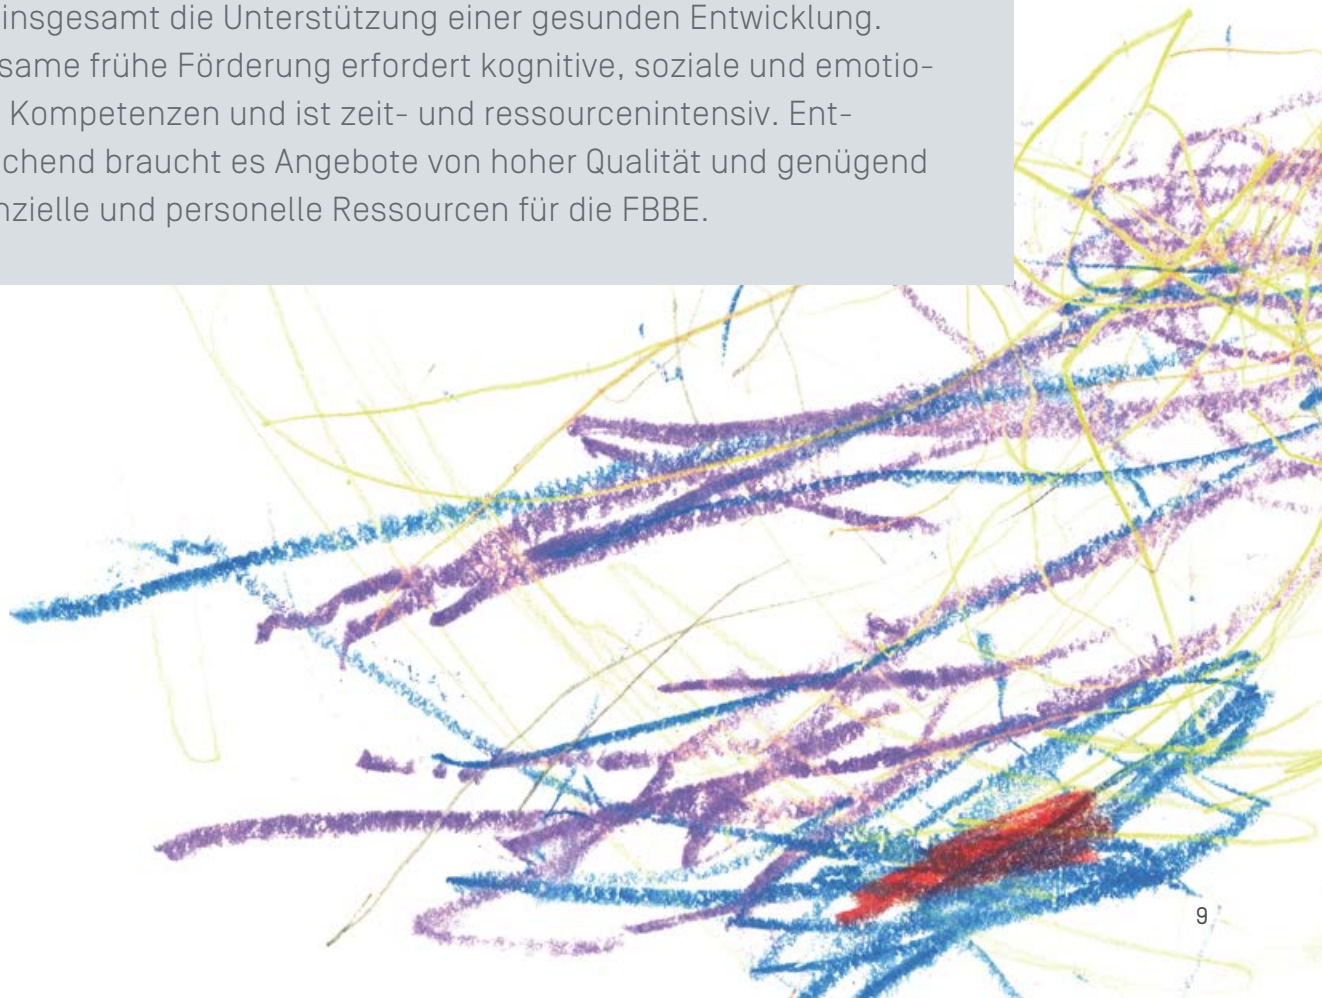 insgesamt die Unterstützung einer gesunden Entwicklung.
same frühe Förderung erfordert kognitive, soziale und emotio-
Kompetenzen und ist zeit- und ressourcenintensiv. Ent-
chend braucht es Angebote von hoher Qualität und genügend
nzielle und personelle Ressourcen für die FBBE.
9